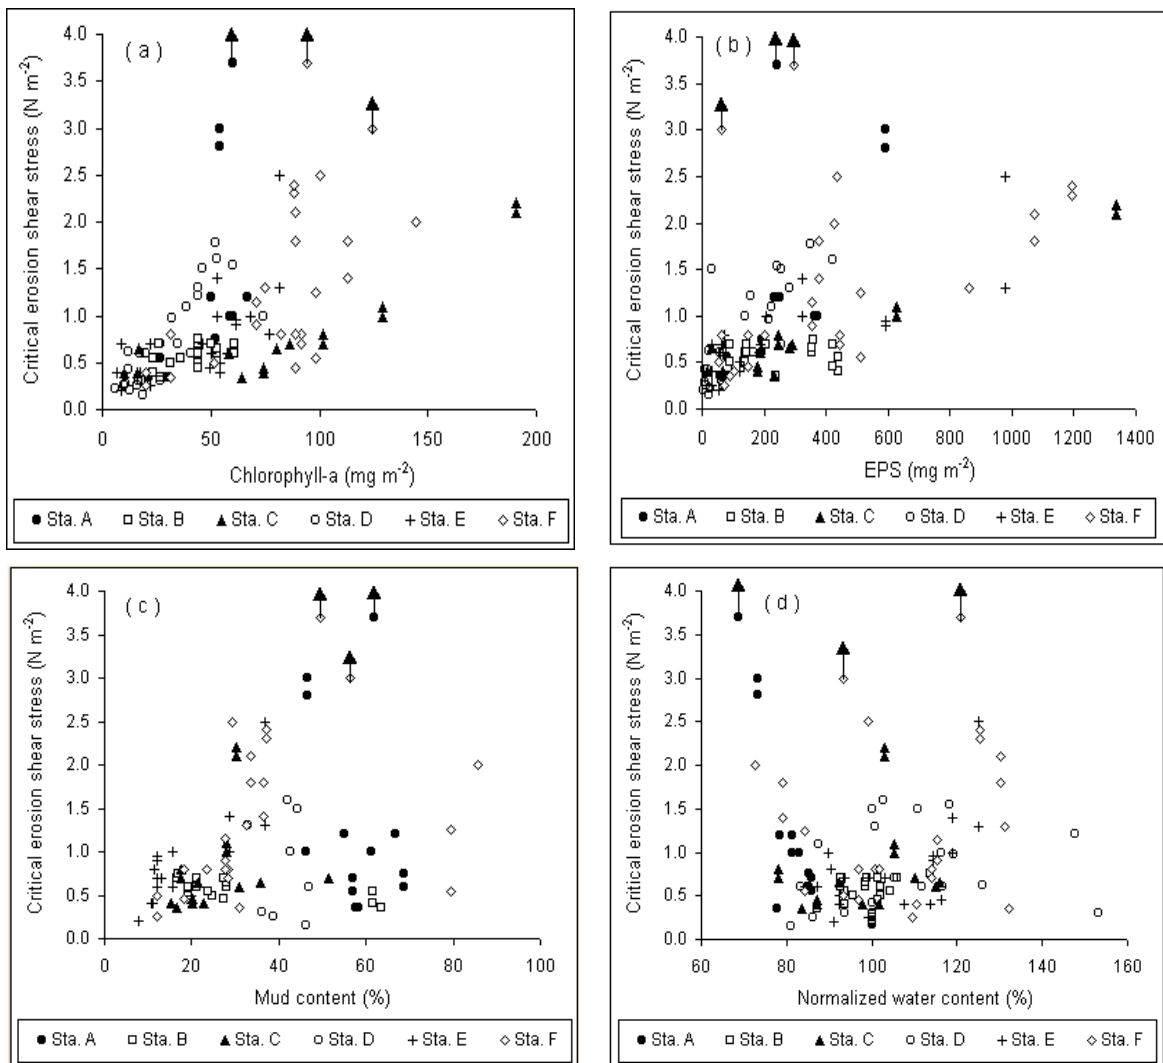 ( a )
Critical erosion shear stress (N m-2)
4.0
3.5
3.0
2.5
2.0
1.5
1.0
0.5
0.0
0 50 100 150 200
Chlorophyll-a (mg m-2)
Sta. A Sta. B Sta. C Sta. D Sta. E Sta. F
( b )
Critical erosion shear stress (N m-2)
4.0
3.5
3.0
2.5
2.0
1.5
1.0
0.5
0.0
0 200 400 600 800 1000 1200 1400
EPS (mg m-2)
Sta. A Sta. B Sta. C Sta. D Sta. E Sta. F
( c )
Critical erosion shear stress (N m-2)
4.0
3.5
3.0
2.5
2.0
1.5
1.0
0.5
0.0
0 20 40 60 80 100
Mud content (%)
Sta. A Sta. B Sta. C Sta. D Sta. E Sta. F
( d )
Critical erosion shear stress (N m-2)
4.0
3.5
3.0
2.5
2.0
1.5
1.0
0.5
0.0
60 80 100 120 140 160
Normalized water content (%)
Sta. A Sta. B Sta. C Sta. D Sta. E Sta. F